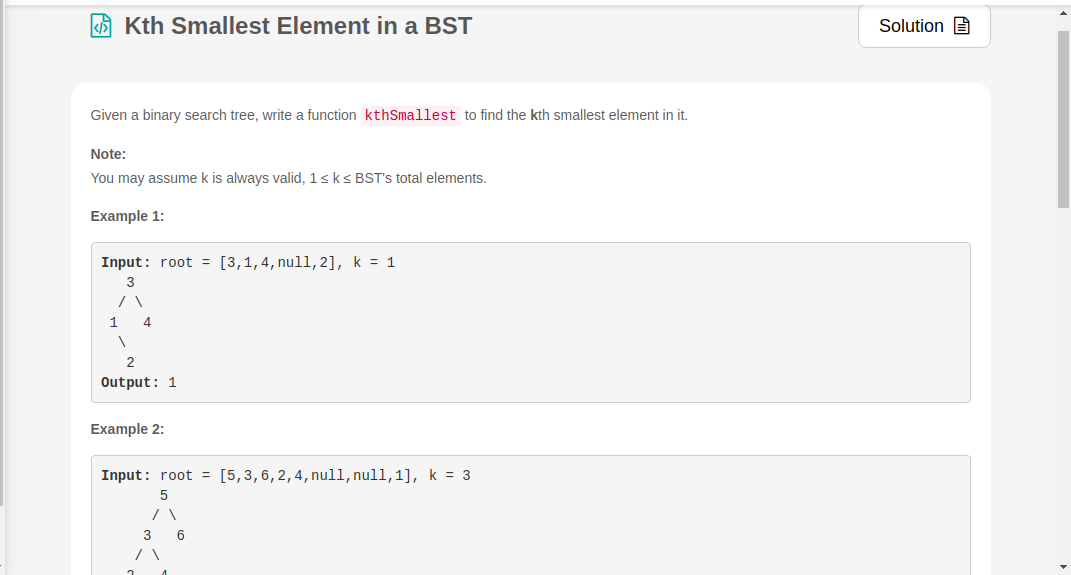 Kth Smallest Element in a BST
Solution
Given a binary search tree, write a function kthSmallest to find the kth smallest element in it.
Note:
You may assume k is always valid, 1 ≤ k ≤ BST's total elements.
Example 1:
Input: root = [3,1,4,null,2], k = 1
   3
  / \
 1   4
  \
   2
Output: 1
Example 2:
Input: root = [5,3,6,2,4,null,null,1], k = 3
       5
      / \
     3   6
    / \
   2   4